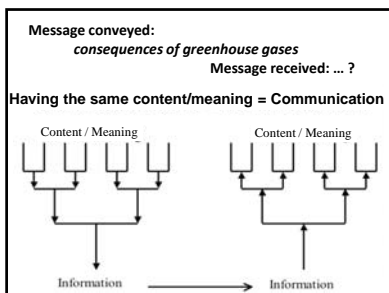 Message conveyed:
consequences of greenhouse gases
Message received: ... ?
Having the same content/meaning = Communication
Content / Meaning
Content / Meaning
Information
Information